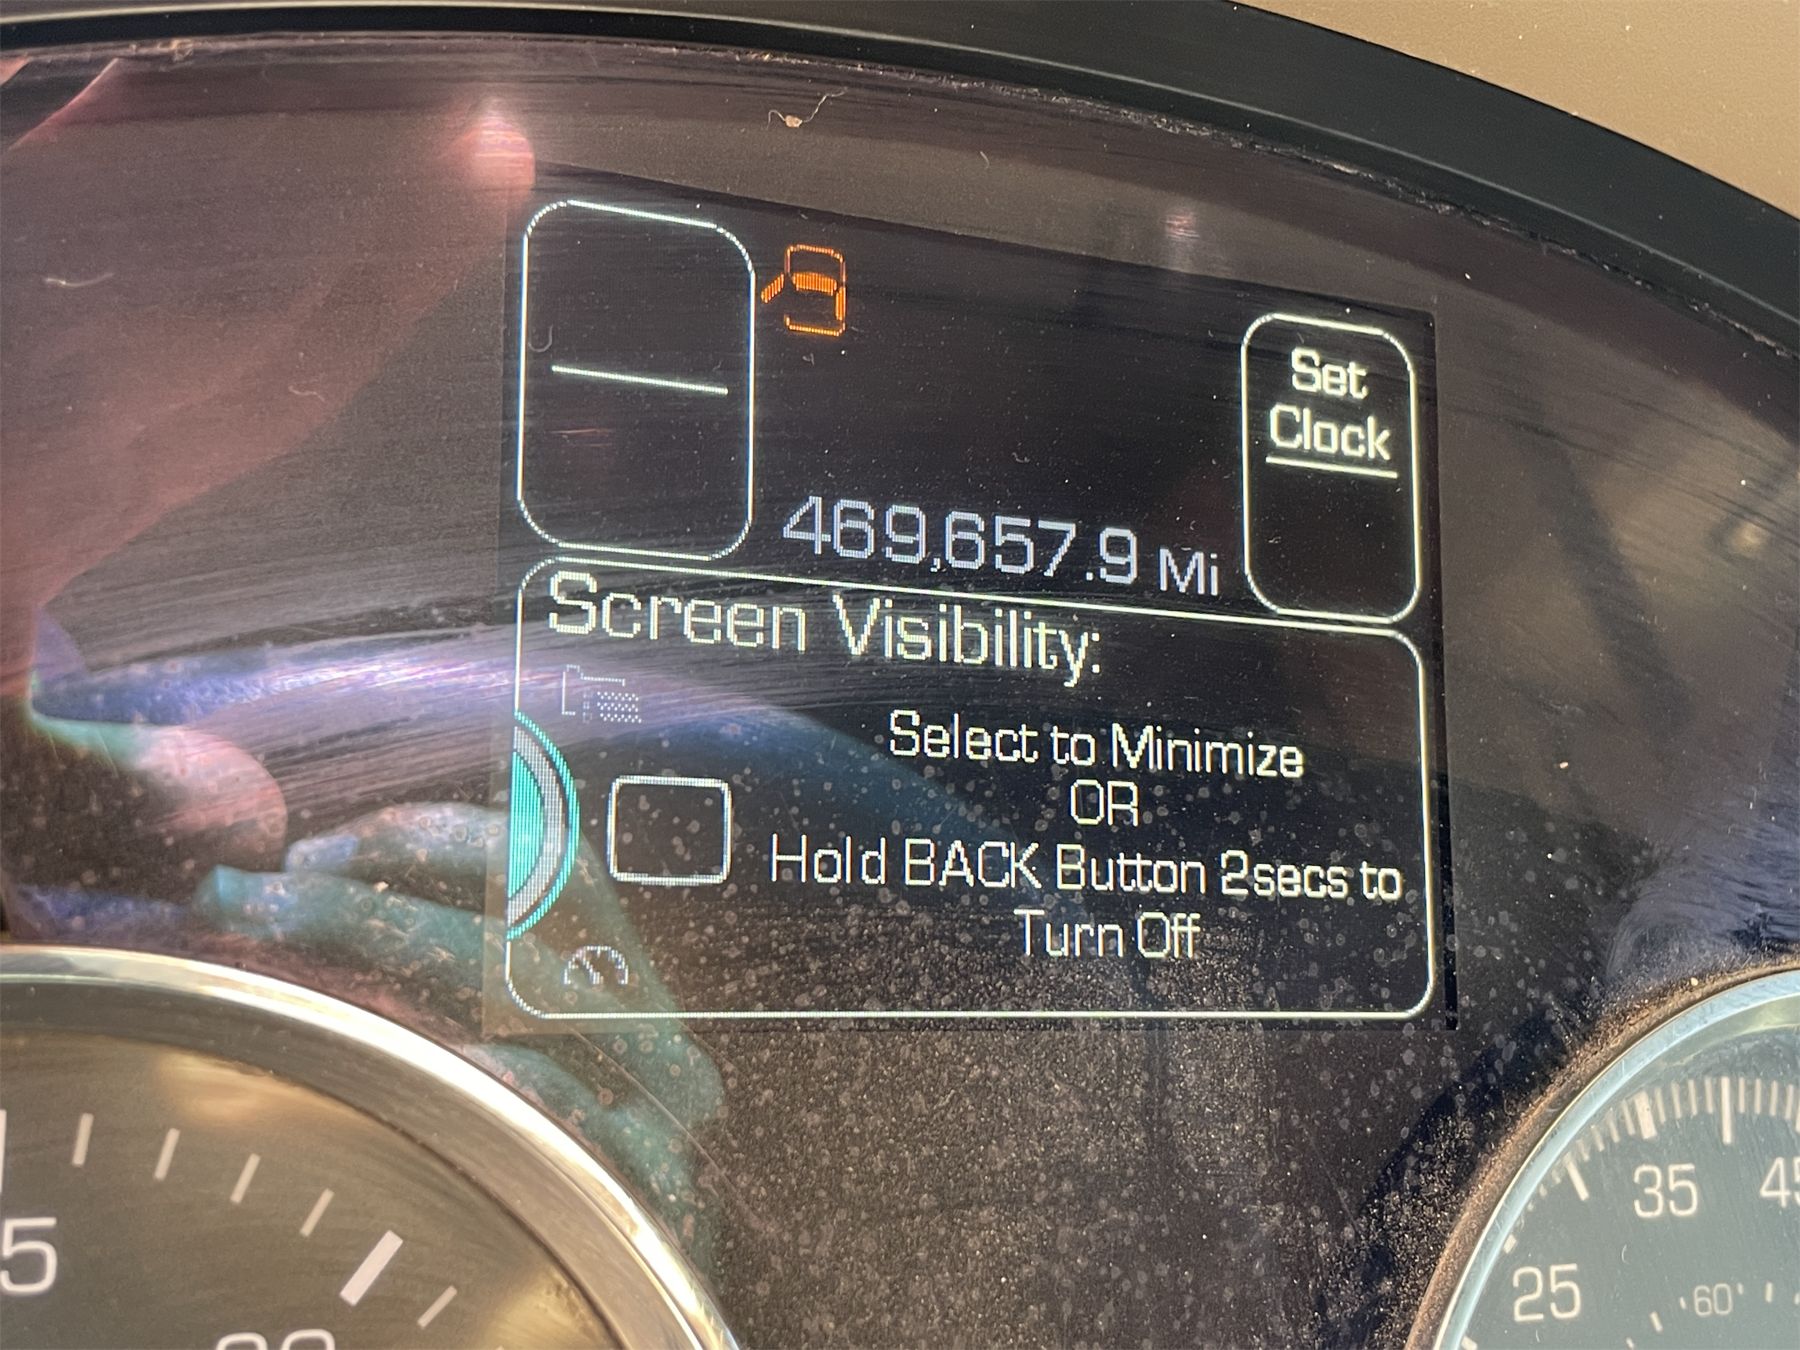 Set
Clock
469,657.9 Mi
Screen Visibility:
Select to Minimize
OR
Hold BACK Button 2secs to
Turn Off
5
20
25
35
45
60